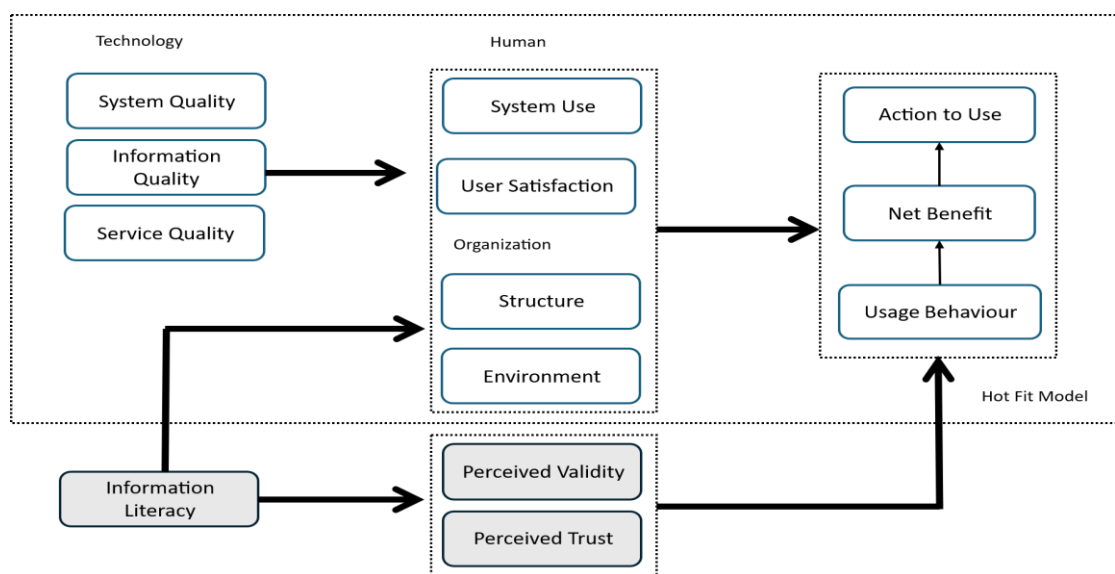 Technology
System Quality
Information
Quality
Service Quality
Human
System Use
User Satisfaction
Organization
Structure
Environment
Action to Use
Net Benefit
Usage Behaviour
Hot Fit Model
Information
Literacy
Perceived Validity
Perceived Trust